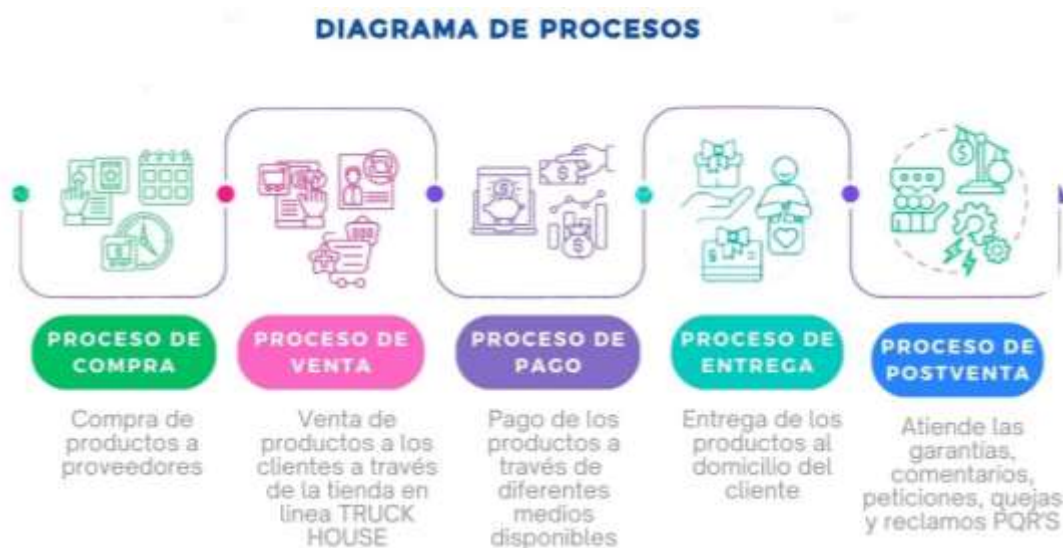 DIAGRAMA DE PROCESOS
PROCESO DE
COMPRA
Compra de
productos a
proveedores
PROCESO DE
VENTA
Venta de
productos a los
clientes a través
de la tienda en
linea TRUCK
HOUSE
PROCESO DE
PAGO
Pago de los
productos a
través de
diferentes
medios
disponibles
PROCESO DE
ENTREGA
Entrega de los
productos al
domicilio del
cliente
PROCESO DE
POSTVENTA
Atiende las
garantías,
comentarios,
peticiones, quejas
y reclamos PQR'S